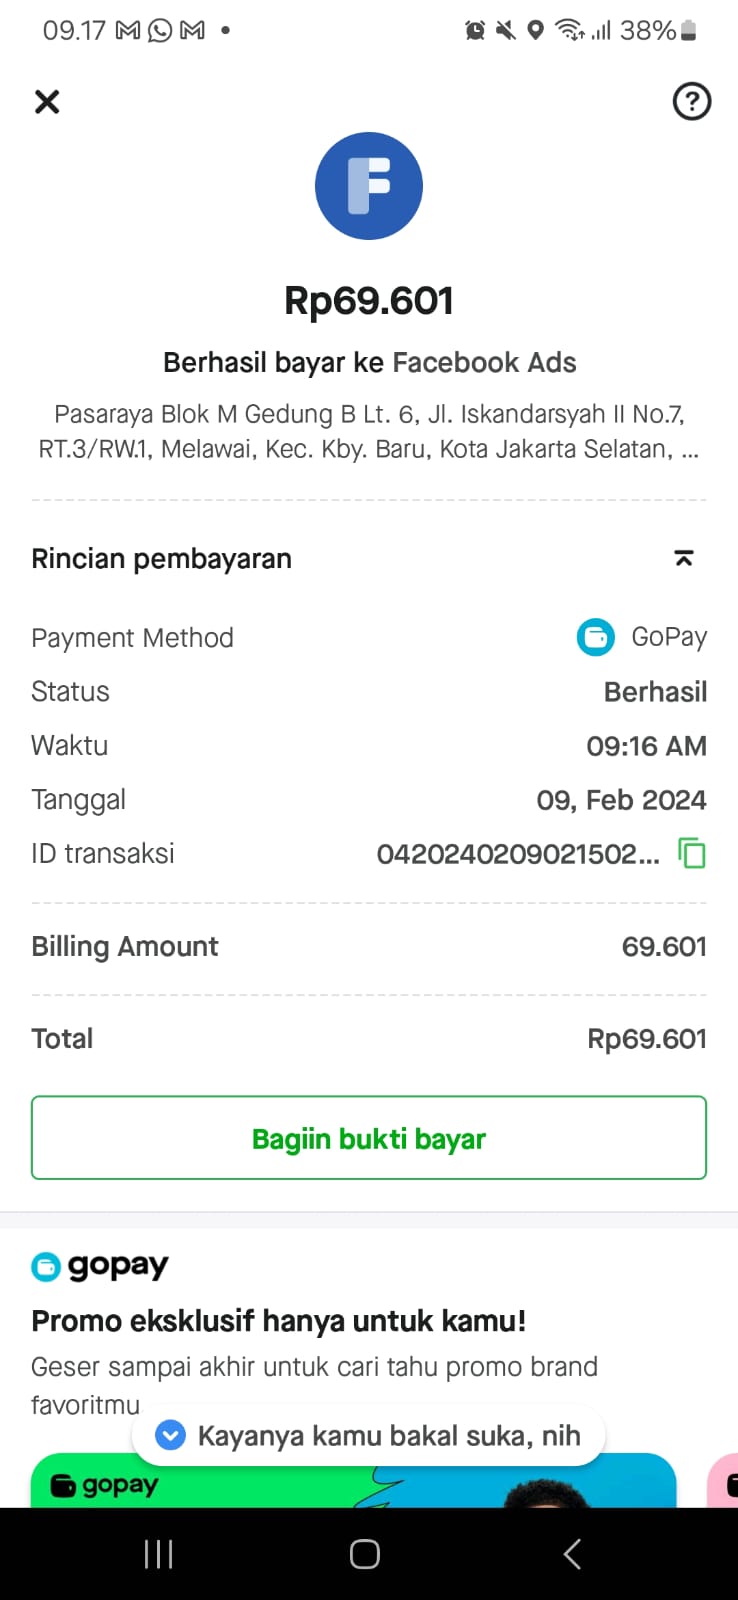 09.17
38%
F
Rp69.601
Berhasil bayar ke Facebook Ads
Pasaraya Blok M Gedung B Lt. 6, Jl. Iskandarsyah II No.7,
RT.3/RW.1, Melawai, Kec. Kby. Baru, Kota Jakarta Selatan, ...
Rincian pembayaran
Payment Method GoPay
Status Berhasil
Waktu 09:16 AM
Tanggal 09, Feb 2024
ID transaksi 0420240209021502...
Billing Amount 69.601
Total Rp69.601
Bagiin bukti bayar
gopay
Promo eksklusif hanya untuk kamu!
Geser sampai akhir untuk cari tahu promo brand
favoritmu
Kayanya kamu bakal suka, nih
gopay